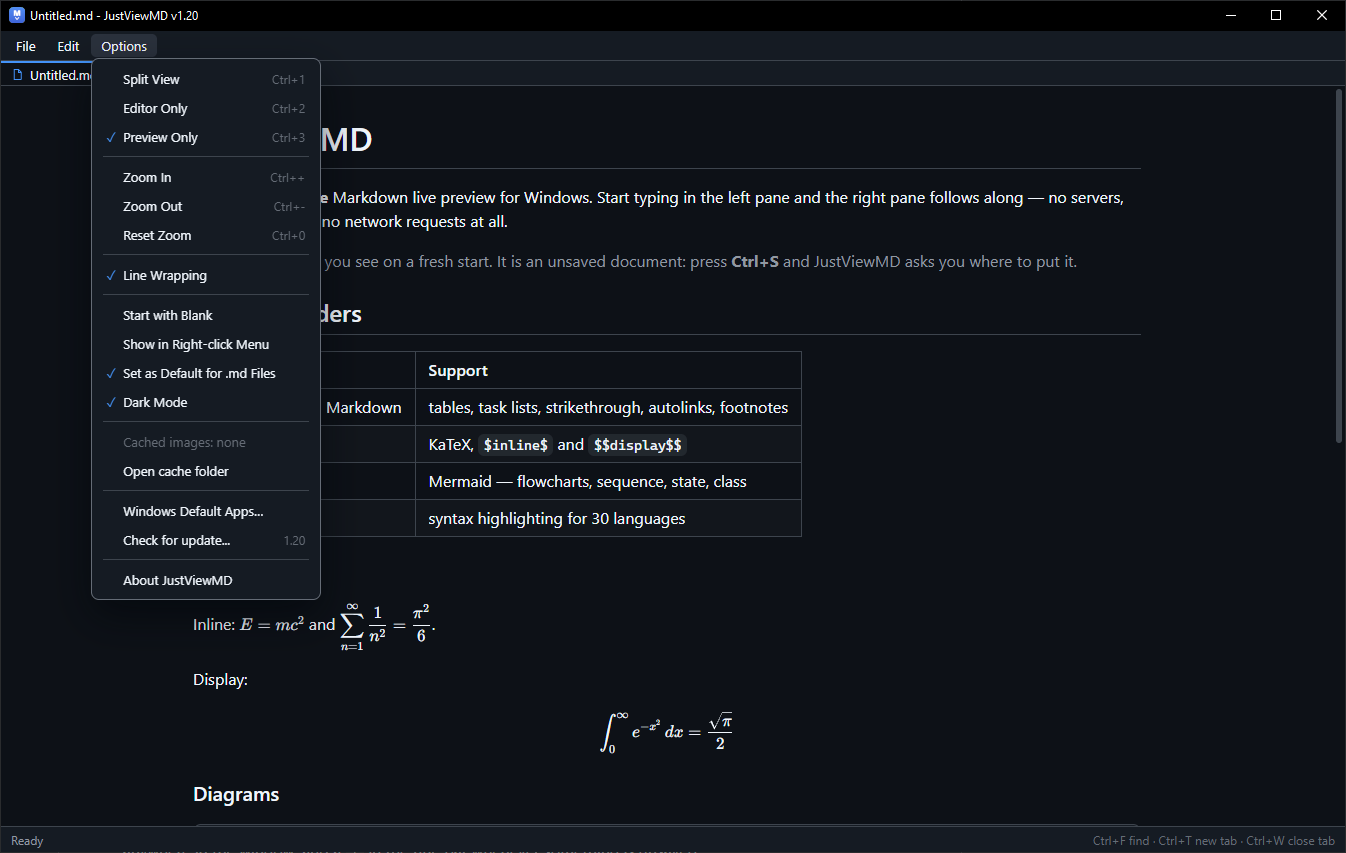 Untitled.md - JustViewMD v1.20
File Edit Options
Untitled.m
Split View Ctrl+1
Editor Only Ctrl+2
✓ Preview Only Ctrl+3
Zoom In Ctrl++
Zoom Out Ctrl+-
Reset Zoom Ctrl+0
✓ Line Wrapping
Start with Blank
Show in Right-click Menu
✓ Set as Default for .md Files
✓ Dark Mode
Cached images: none
Open cache folder
Windows Default Apps...
Check for update... 1.20
About JustViewMD
MD
e Markdown live preview for Windows. Start typing in the left pane and the right pane follows along — no servers,
no network requests at all.
you see on a fresh start. It is an unsaved document: press Ctrl+S and JustViewMD asks you where to put it.
ders
Support
Markdown tables, task lists, strikethrough, autolinks, footnotes
KaTeX, $inline$ and $$display$$
Mermaid — flowcharts, sequence, state, class
syntax highlighting for 30 languages
Inline: E = mc² and ∑_{n=1}^{∞} 1/n² = π²/6.
Display:
∫_0^∞ e^{-x²} dx = √π/2
Diagrams
Ready
Ctrl+F find · Ctrl+T new tab · Ctrl+W close tab